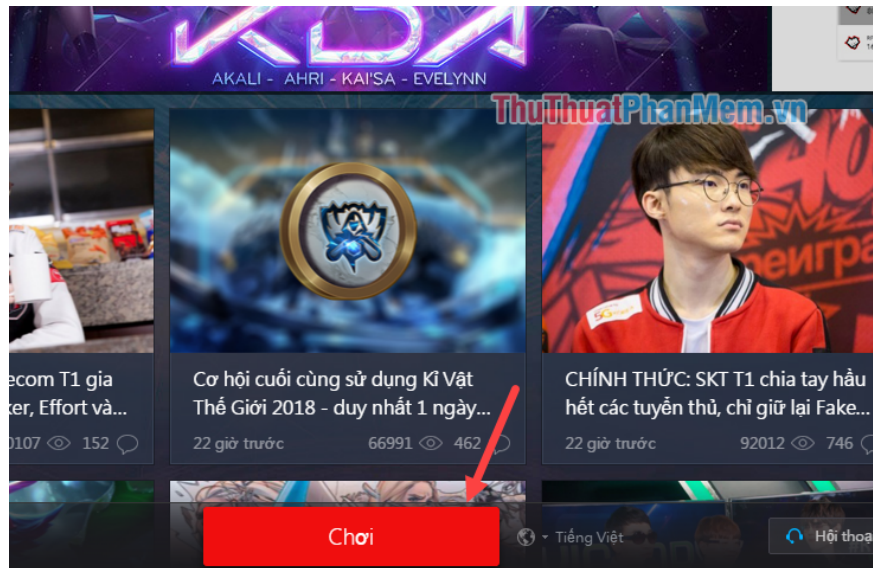 AKALI - AHRI - KAI'SA - EVELYNN
ThuThuatPhanMem.vn
ecom T1 gia
ker, Effort và...
0107 152
Cơ hội cuối cùng sử dụng Kỉ Vật
Thế Giới 2018 - duy nhất 1 ngày...
22 giờ trước 66991 462
CHÍNH THỨC: SKT T1 chia tay hầu
hết các tuyển thủ, chỉ giữ lại Fake...
22 giờ trước 92012 746
Chơi
Tiếng Việt
Hội thoạ